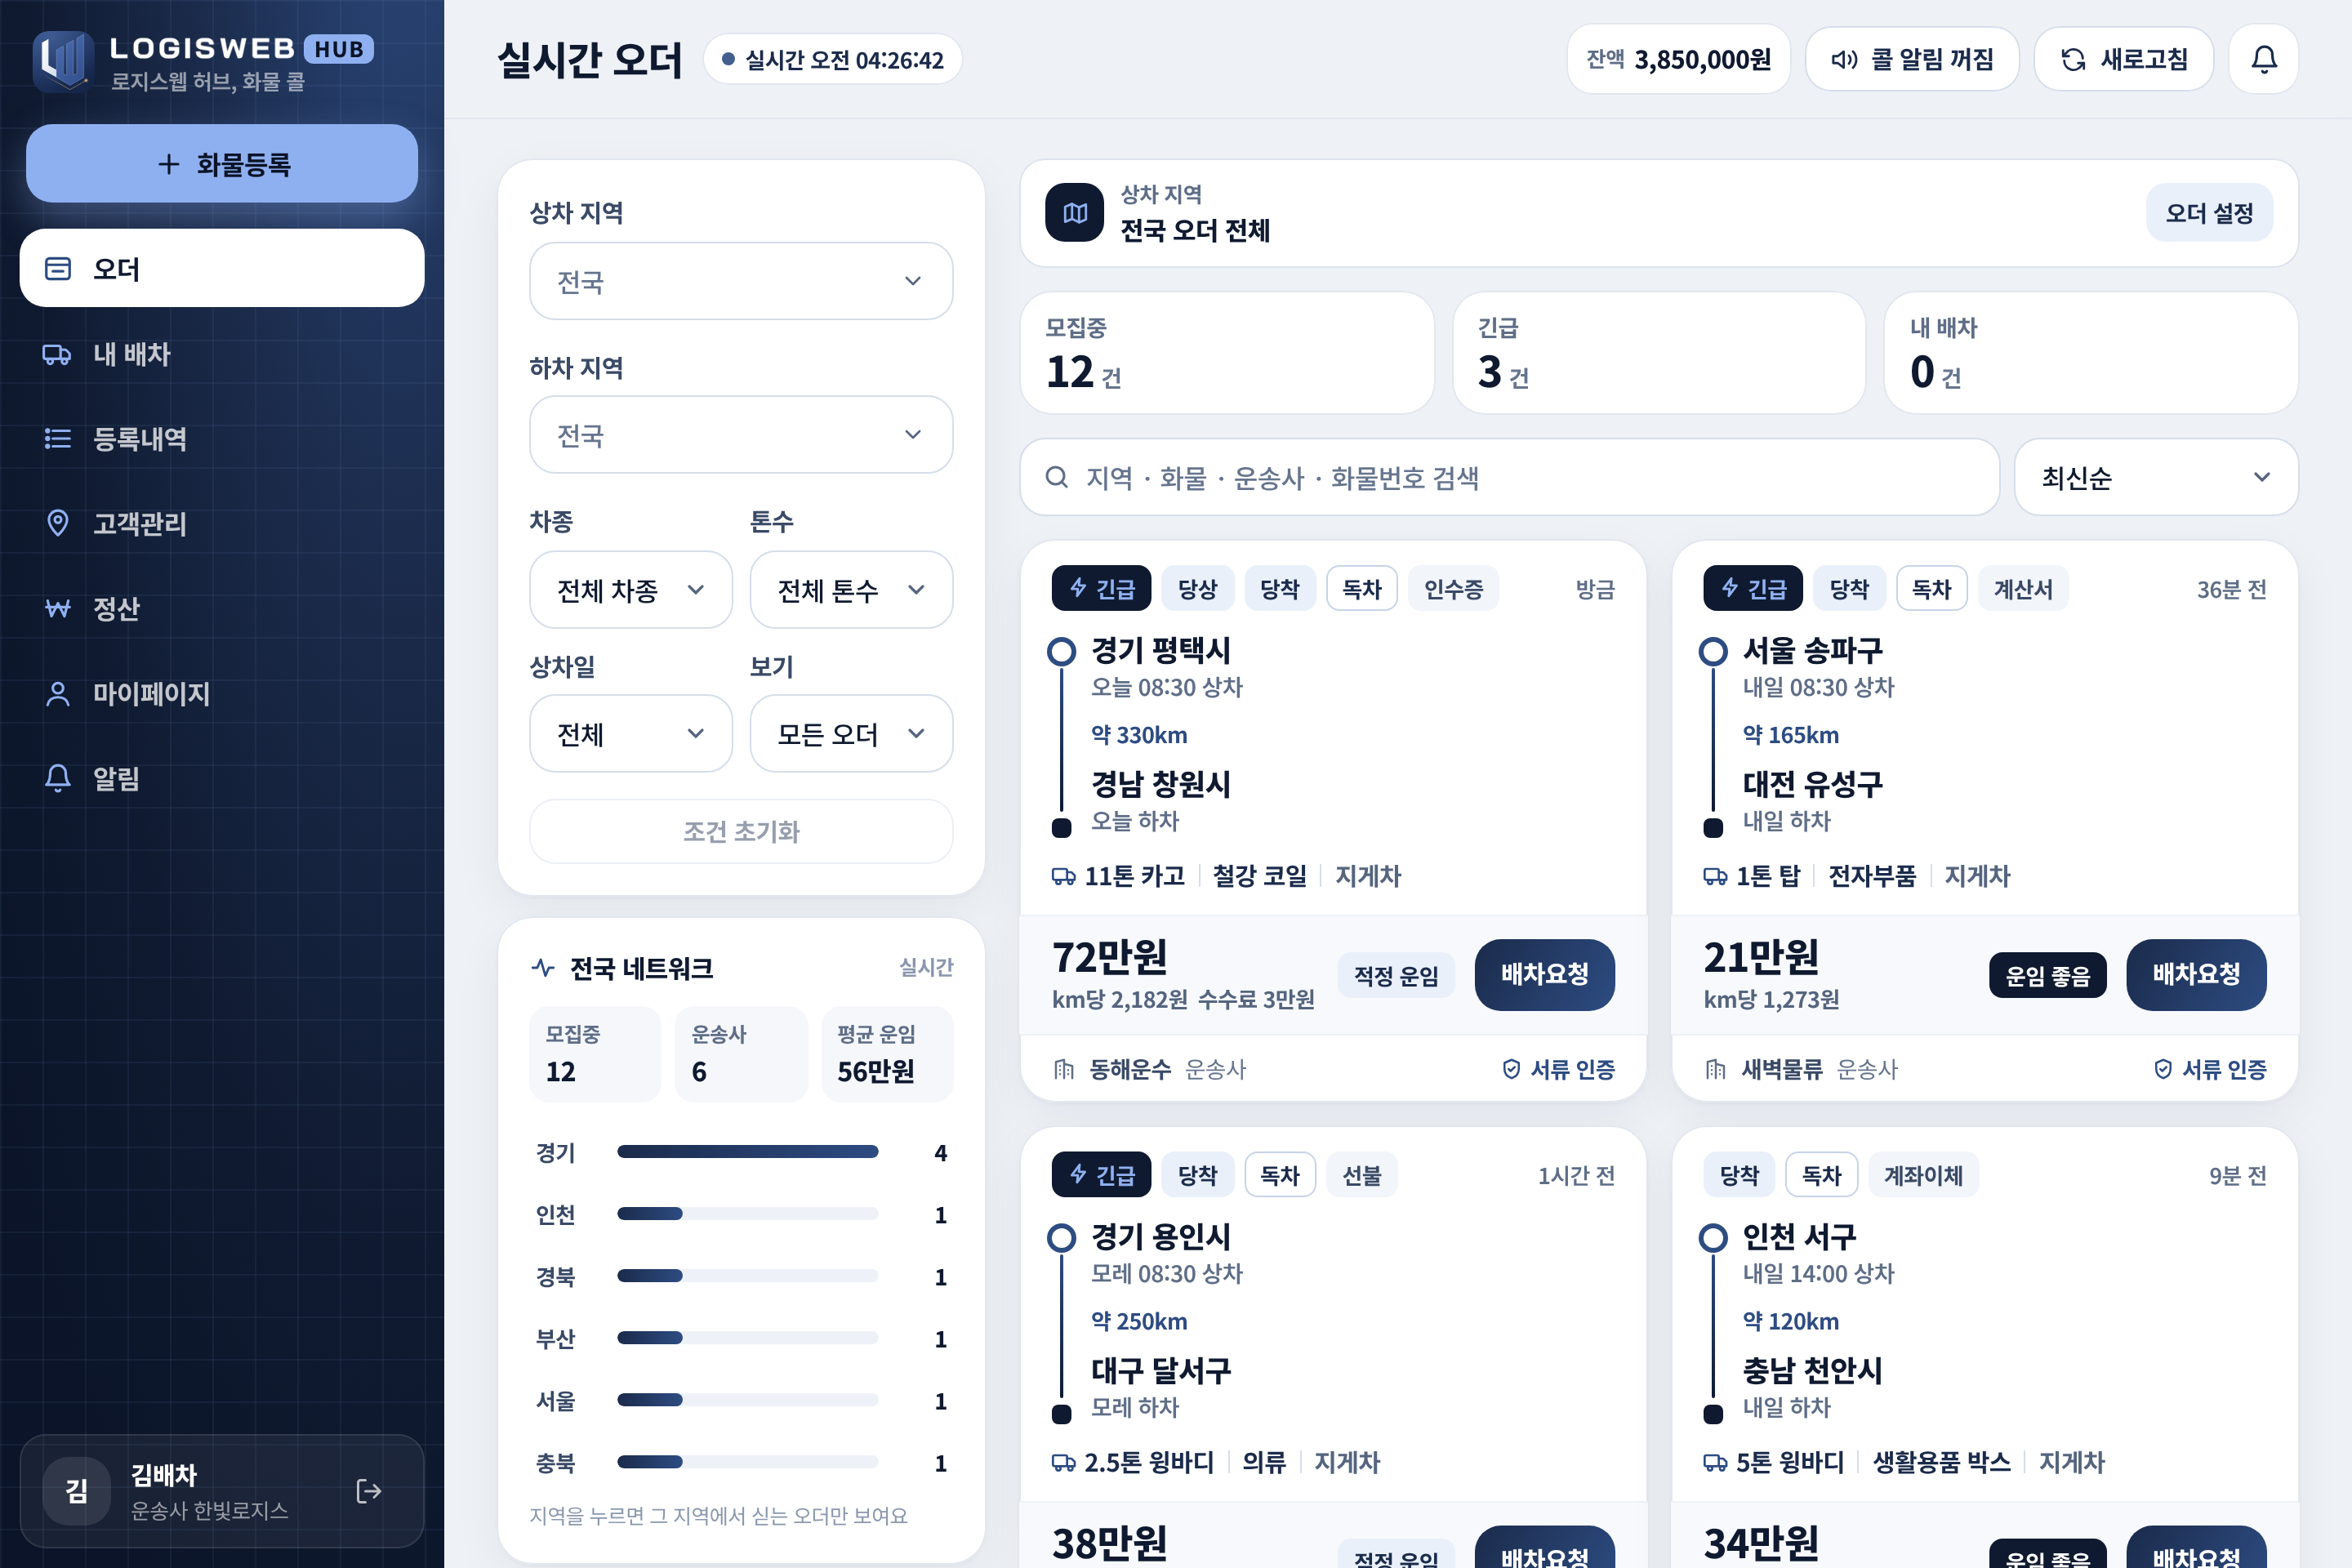 LOGISWEB HUB
로지스웹 허브, 화물 콜
화물등록
오더
내 배차
등록내역
고객관리
정산
마이페이지
알림
김
김배차
운송사 한빛로지스
실시간 오더
실시간 오전 04:26:42
잔액 3,850,000원
콜 알림 꺼짐
새로고침
상차 지역
전국
하차 지역
전국
차종 톤수
전체 차종 전체 톤수
상차일 보기
전체 모든 오더
조건 초기화
전국 네트워크 실시간
모집중 운송사 평균 운임
12 6 56만원
경기 4
인천 1
경북 1
부산 1
서울 1
충북 1
지역을 누르면 그 지역에서 싣는 오더만 보여요
상차 지역
전국 오더 전체
오더 설정
모집중
12 건
긴급
3 건
내 배차
0 건
지역 · 화물 · 운송사 · 화물번호 검색
최신순
긴급 당상 당착 독차 인수증 방금
경기 평택시
오늘 08:30 상차
약 330km
경남 창원시
오늘 하차
11톤 카고 철강 코일 지게차
72만원
km당 2,182원 수수료 3만원
적정 운임
배차요청
동해운수 운송사 서류 인증
긴급 당착 독차 계산서 36분 전
서울 송파구
내일 08:30 상차
약 165km
대전 유성구
내일 하차
1톤 탑 전자부품 지게차
21만원
km당 1,273원
운임 좋음
배차요청
새벽물류 운송사 서류 인증
긴급 당착 독차 선불 1시간 전
경기 용인시
모레 08:30 상차
약 250km
대구 달서구
모레 하차
2.5톤 윙바디 의류 지게차
38만원
적정 운임
배차요청
당착 독차 계좌이체 9분 전
인천 서구
내일 14:00 상차
약 120km
충남 천안시
내일 하차
5톤 윙바디 생활용품 박스 지게차
34만원
운임 좋음
배차요청